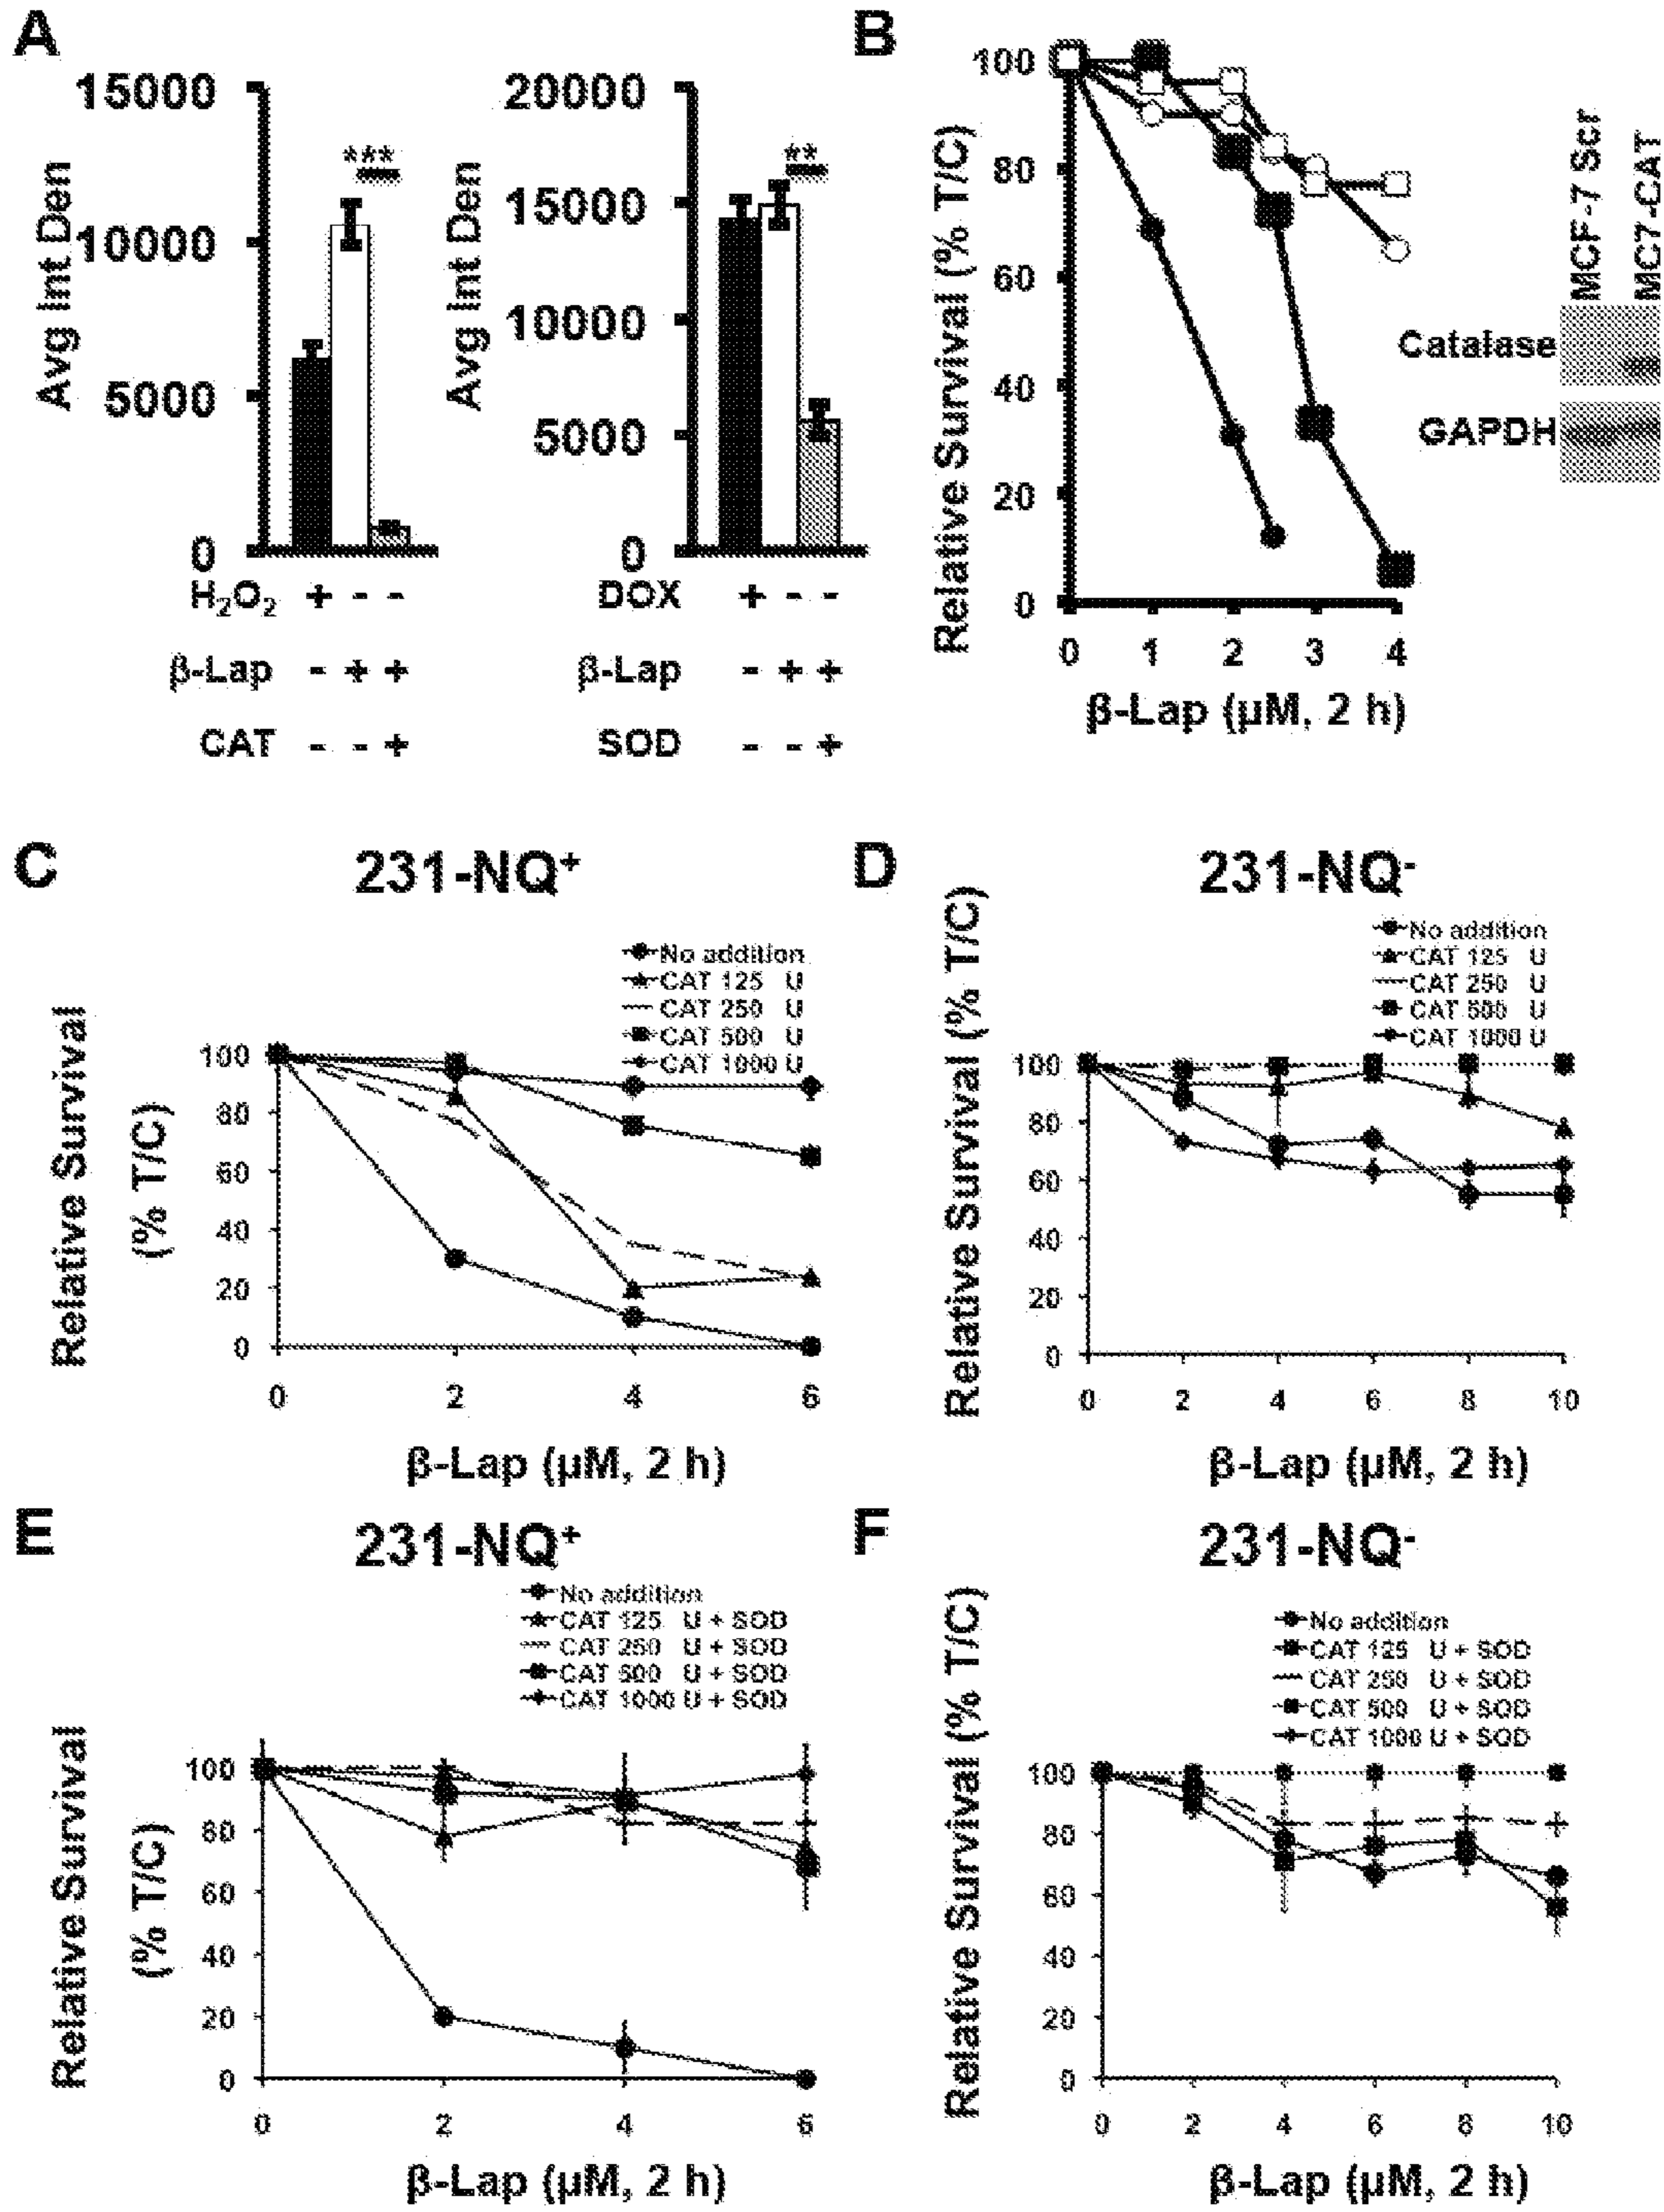 A
15000
10000
5000
0
Avg Int Den
***
H₂O₂ + - -
β-Lap - + +
CAT - - +
20000
15000
10000
5000
0
Avg Int Den
**
DOX + - -
β-Lap - + +
SOD - - +
B
100
80
60
40
20
0
Relative Survival (% T/C)
0 1 2 3 4
β-Lap (µM, 2 h)
MCF-7 Scr
MC7-CAT
Catalase
GAPDH
C
231-NQ⁺
No addition
CAT 125 U
CAT 250 U
CAT 500 U
CAT 1000 U
Relative Survival
(% T/C)
100
80
60
40
20
0
0 2 4 6
β-Lap (µM, 2 h)
D
231-NQ⁻
No addition
CAT 125 U
CAT 250 U
CAT 500 U
CAT 1000 U
Relative Survival (% T/C)
100
80
60
40
20
0
0 2 4 6 8 10
β-Lap (µM, 2 h)
E
231-NQ⁺
No addition
CAT 125 U + SOD
CAT 250 U + SOD
CAT 500 U + SOD
CAT 1000 U + SOD
Relative Survival
(% T/C)
100
80
60
40
20
0
0 2 4 6
β-Lap (µM, 2 h)
F
231-NQ⁻
No addition
CAT 125 U + SOD
CAT 250 U + SOD
CAT 500 U + SOD
CAT 1000 U + SOD
Relative Survival (% T/C)
100
80
60
40
20
0
0 2 4 6 8 10
β-Lap (µM, 2 h)